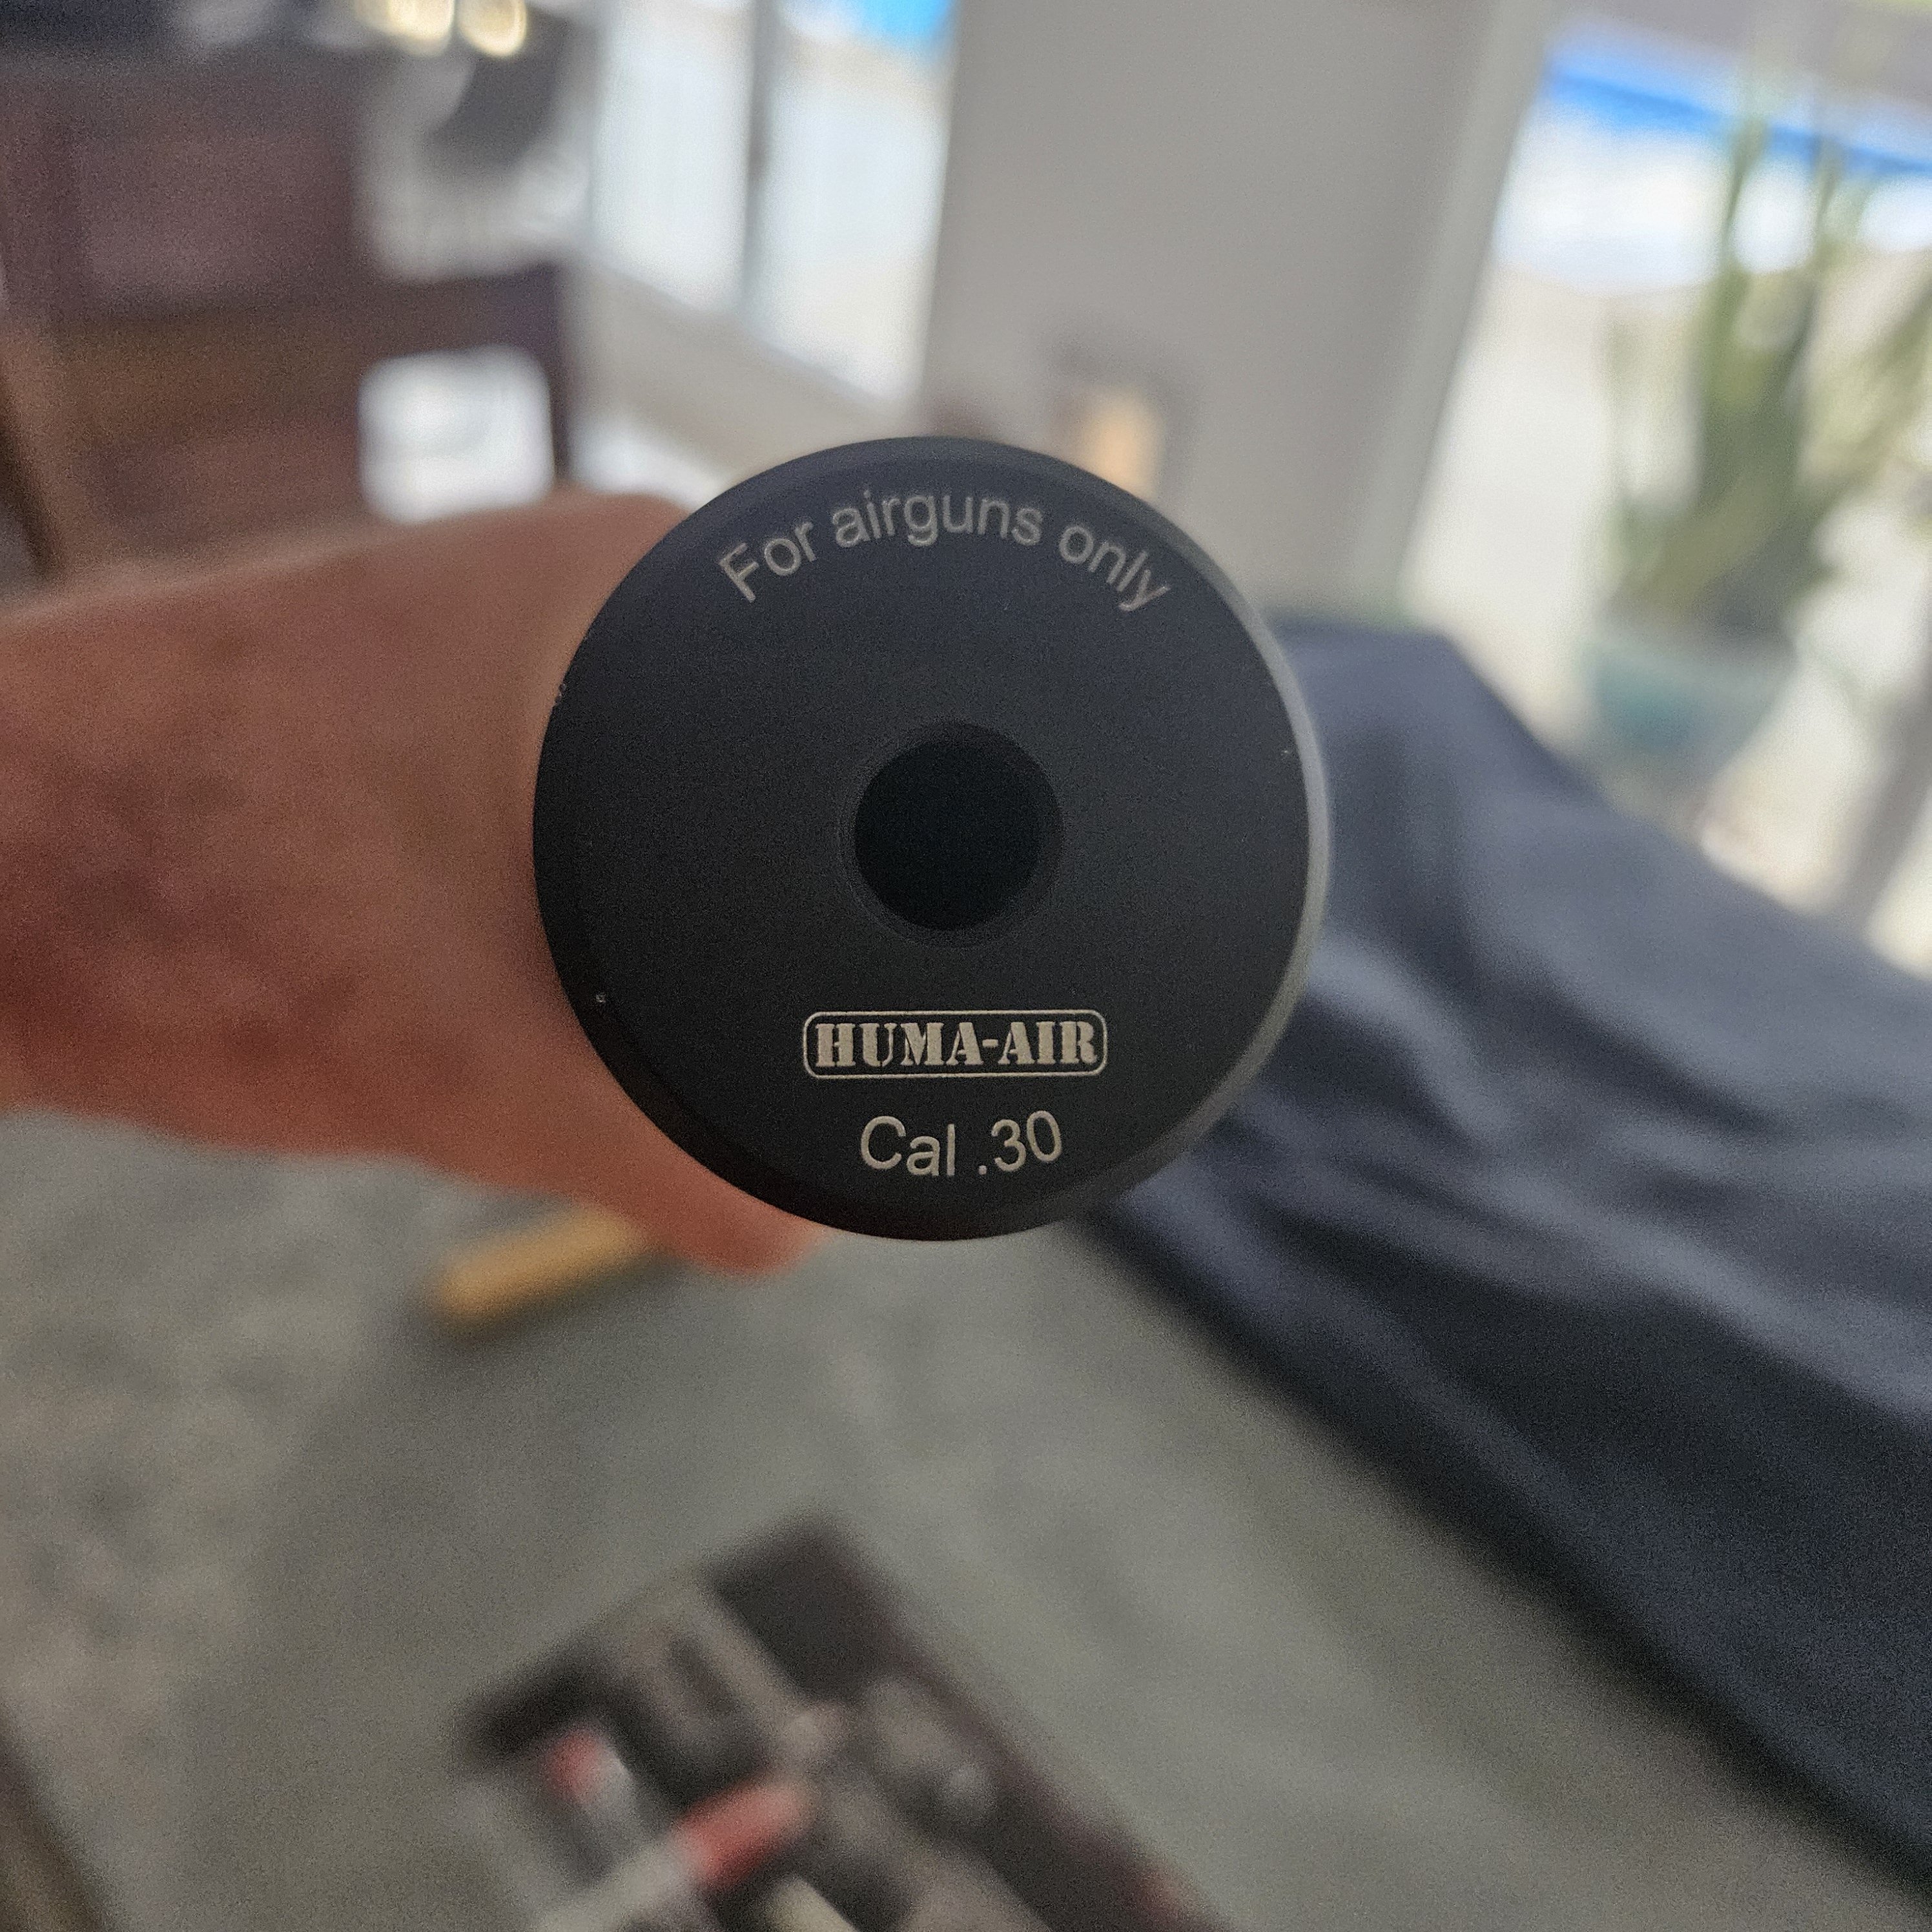 For airguns only
HUMA-AIR
Cal .30